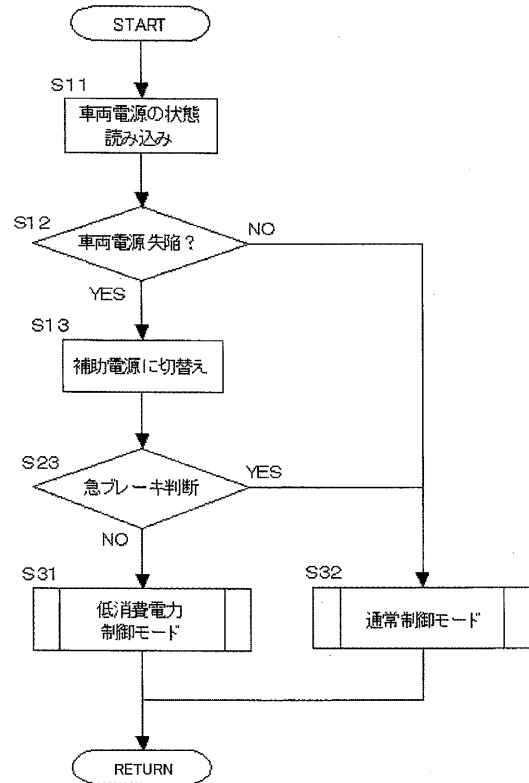 START
S11
車両電源の状態
読み込み
S12
車両電源失陥？
NO
YES
S13
補助電源に切替え
S23
急ブレーキ判断
YES
NO
S31
低消費電力
制御モード
S32
通常制御モード
RETURN